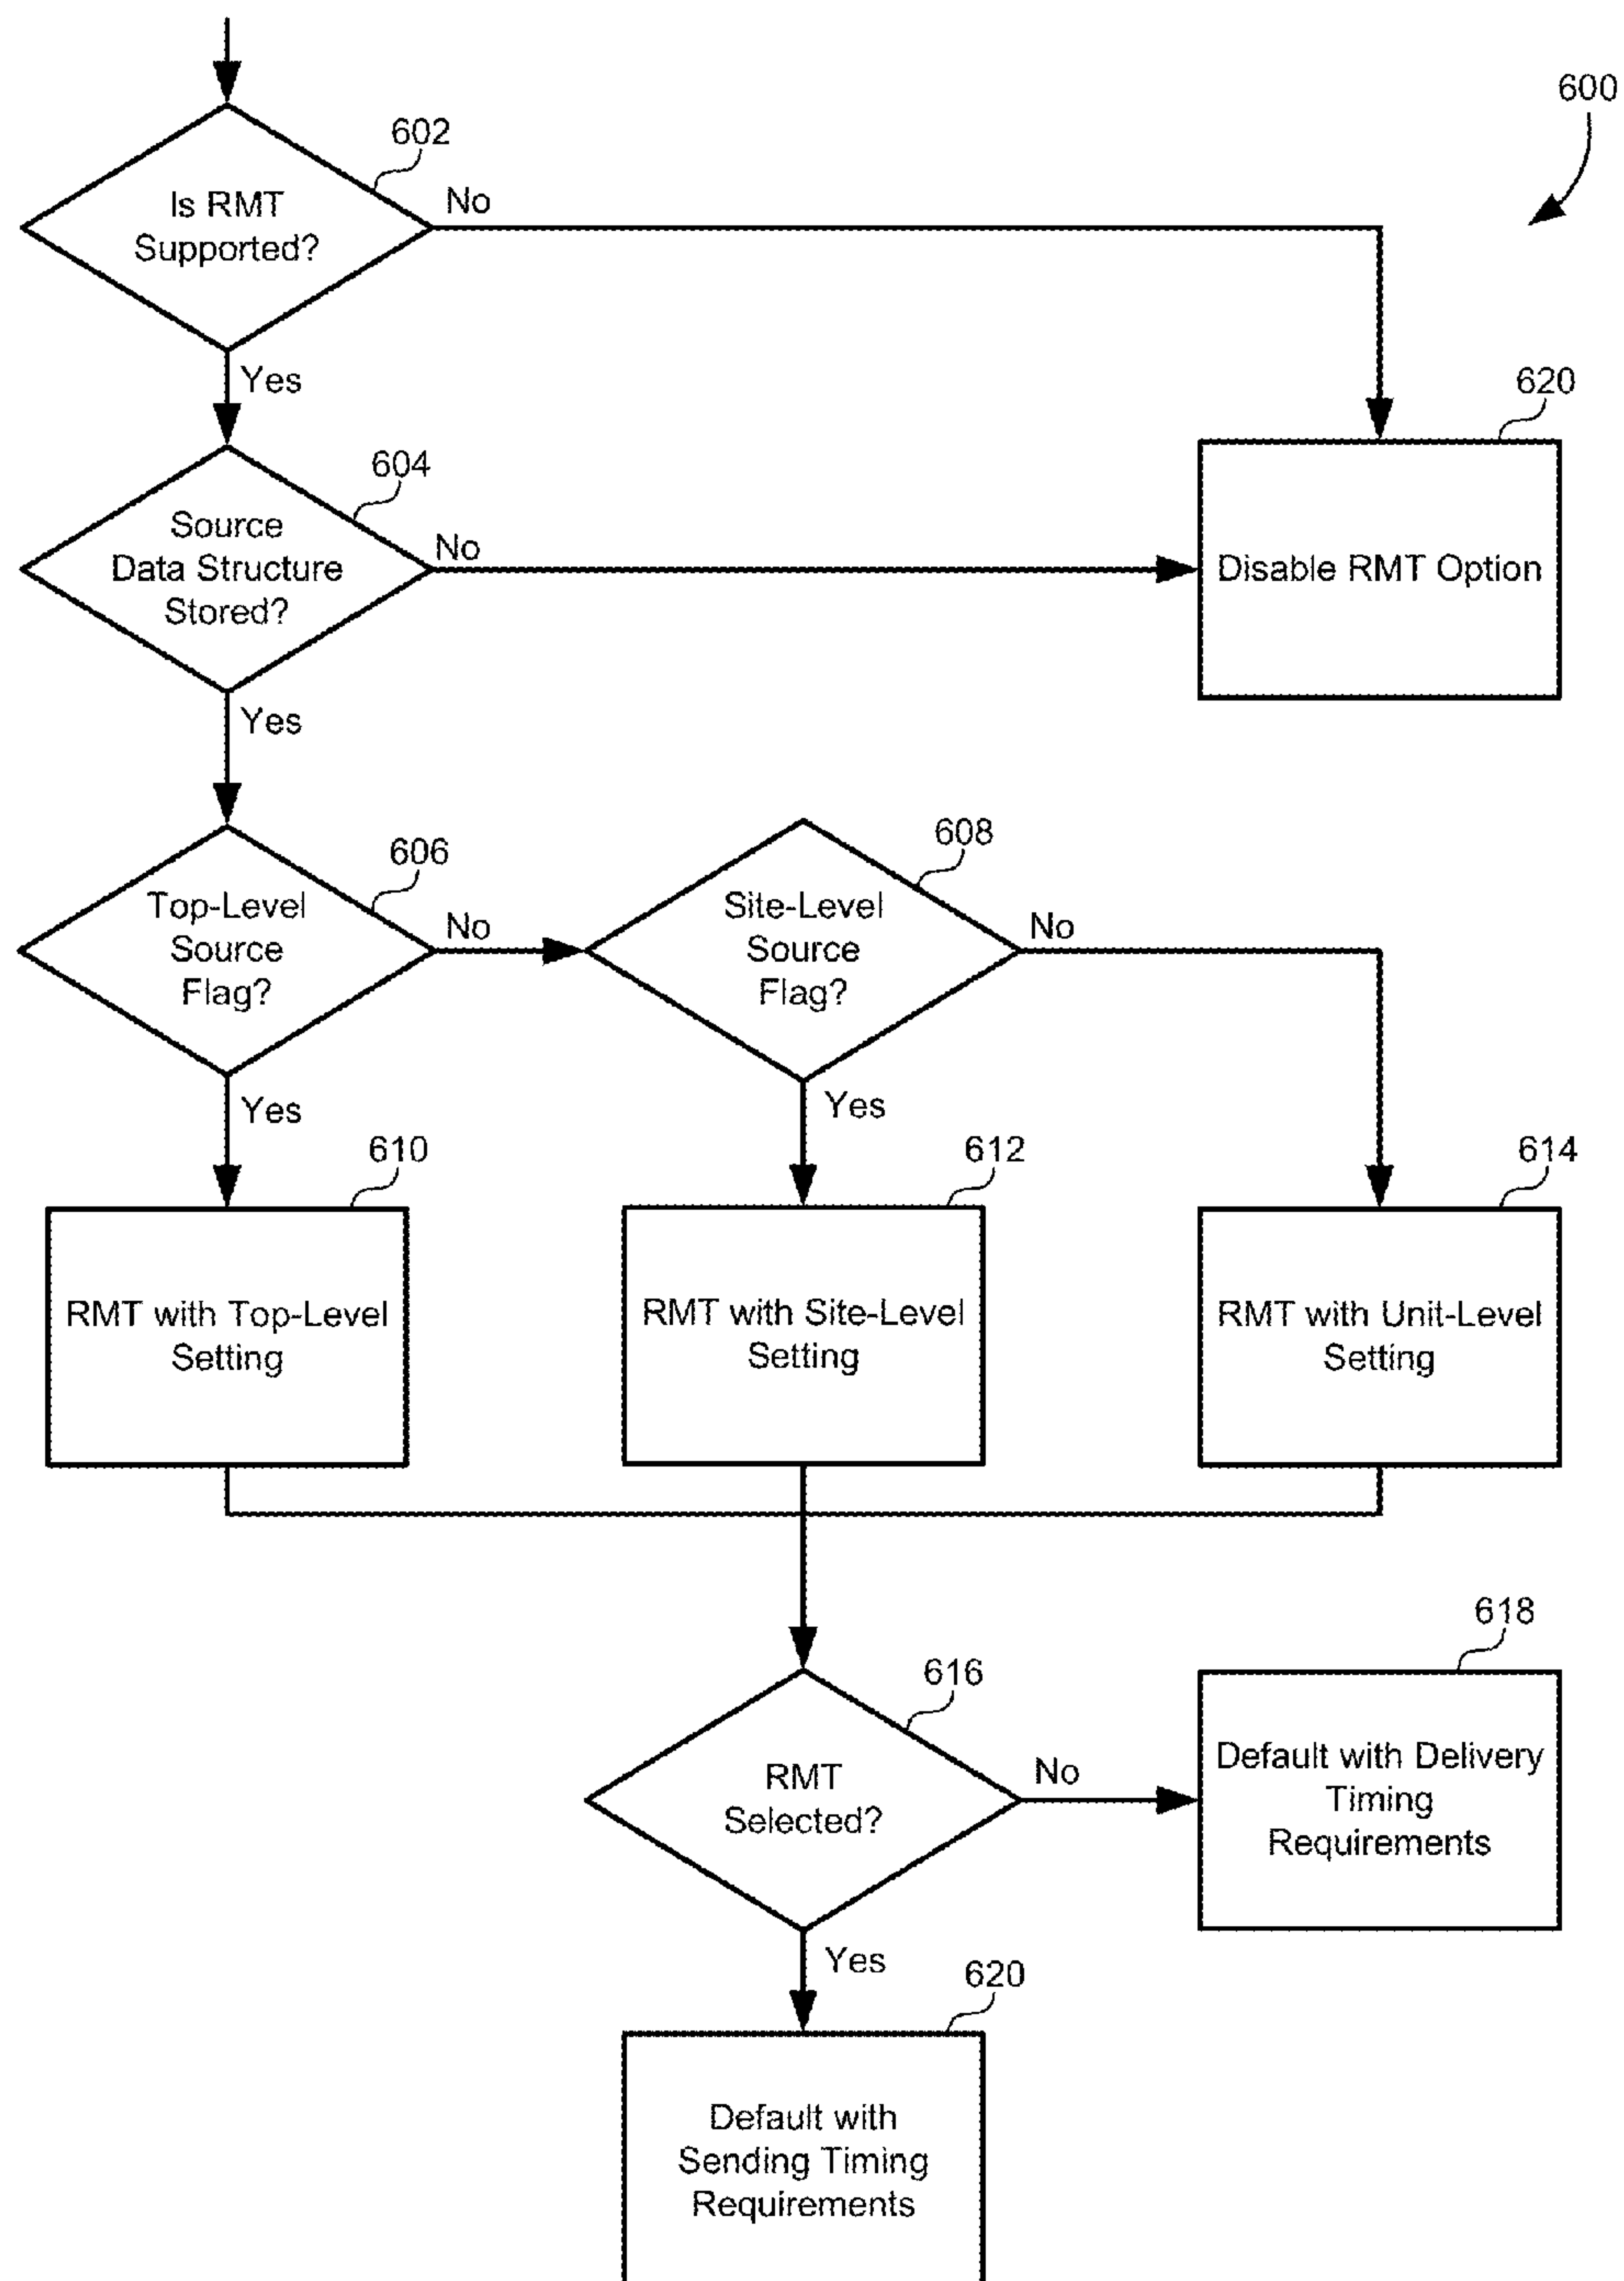 600
602
Is RMT
Supported?
No
Yes
604
Source
Data Structure
Stored?
No
Yes
620
Disable RMT Option
606
Top-Level
Source
Flag?
No
Yes
608
Site-Level
Source
Flag?
No
Yes
610
RMT with Top-Level
Setting
612
RMT with Site-Level
Setting
614
RMT with Unit-Level
Setting
616
RMT
Selected?
No
Yes
618
Default with Delivery
Timing
Requirements
620
Default with
Sending Timing
Requirements